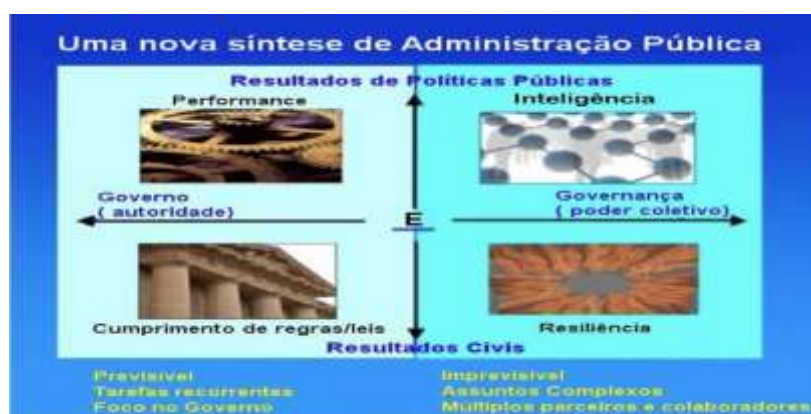 Uma nova síntese de Administração Pública
Resultados de Políticas Públicas
Performance
Inteligência
Governo
( autoridade)
Governança
( poder coletivo)
E
Cumprimento de regras/leis
Resiliência
Resultados Civis
Previsível
Tarefas recorrentes
Foco no Governo
Imprevisível
Assuntos Complexos
Múltiplos parceiros e colaboradores